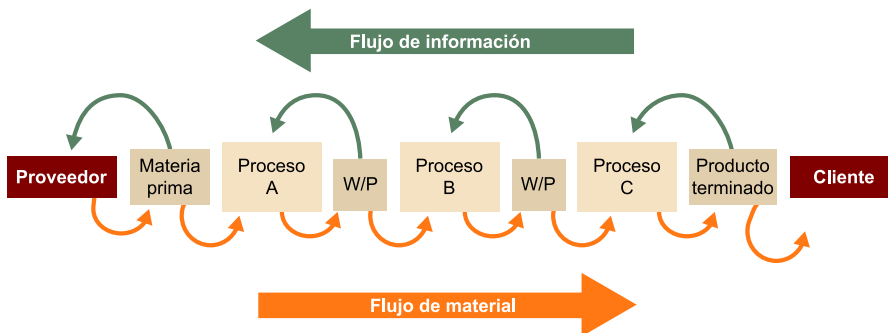 Flujo de información
Proveedor
Materia
prima
Proceso
A
W/P
Proceso
B
W/P
Proceso
C
Producto
terminado
Cliente
Flujo de material